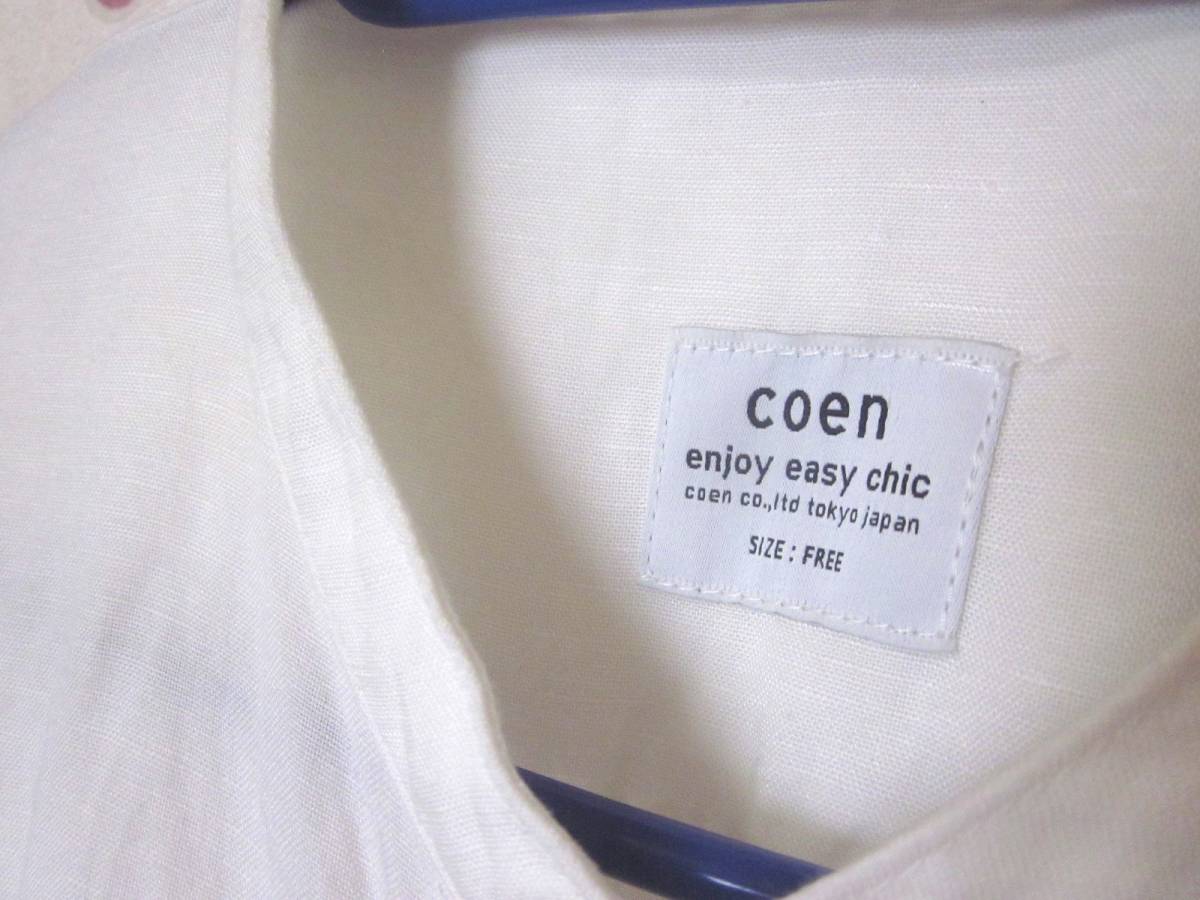 coen
enjoy easy chic
coen co.,ltd tokyo japan
SIZE : FREE